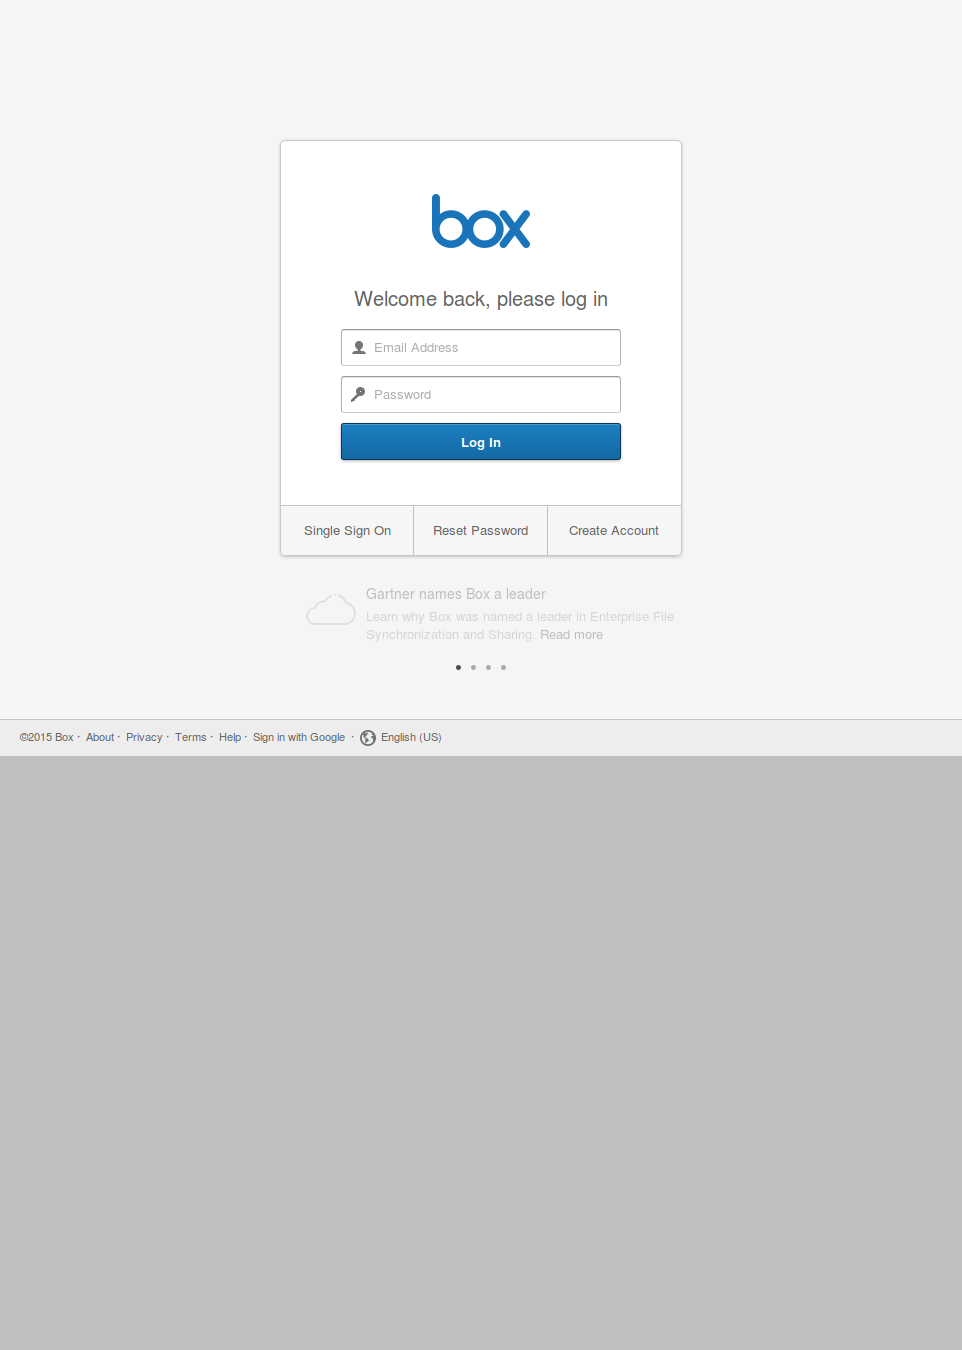 box
Welcome back, please log in
Email Address
Password
Log In
Single Sign On
Reset Password
Create Account
Gartner names Box a leader
Learn why Box was named a leader in Enterprise File
Synchronization and Sharing. Read more
©2015 Box · About · Privacy · Terms · Help · Sign in with Google · English (US)